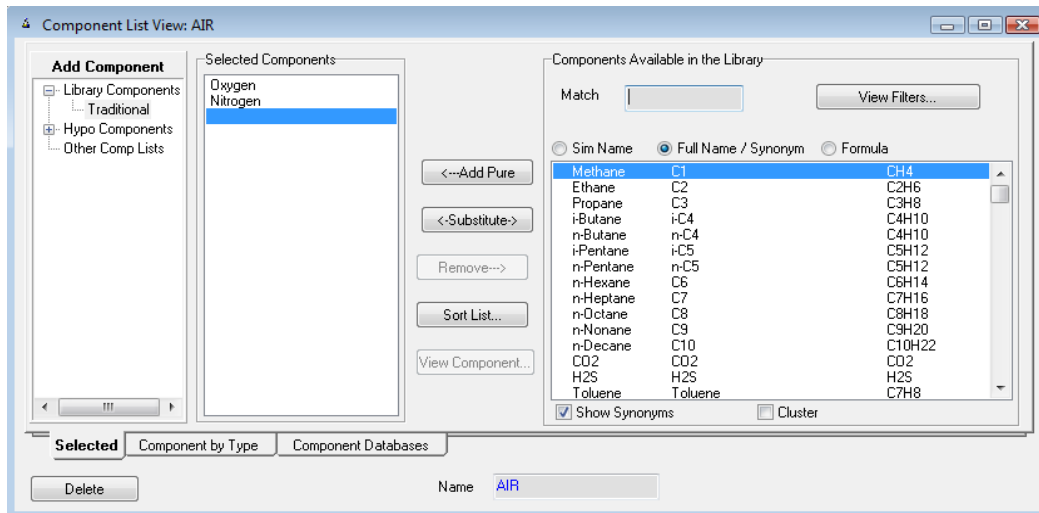 Component List View: AIR
Add Component
Library Components
Traditional
Hypo Components
Other Comp Lists
Selected Components
Oxygen
Nitrogen
<---Add Pure
<-Substitute->
Remove--->
Sort List...
View Component...
Components Available in the Library
Match
View Filters...
Sim Name Full Name / Synonym Formula
Methane C1 CH4
Ethane C2 C2H6
Propane C3 C3H8
i-Butane i-C4 C4H10
n-Butane n-C4 C4H10
i-Pentane i-C5 C5H12
n-Pentane n-C5 C5H12
n-Hexane C6 C6H14
n-Heptane C7 C7H16
n-Octane C8 C8H18
n-Nonane C9 C9H20
n-Decane C10 C10H22
CO2 CO2 CO2
H2S H2S H2S
Toluene Toluene C7H8
Show Synonyms Cluster
Selected Component by Type Component Databases
Delete
Name AIR